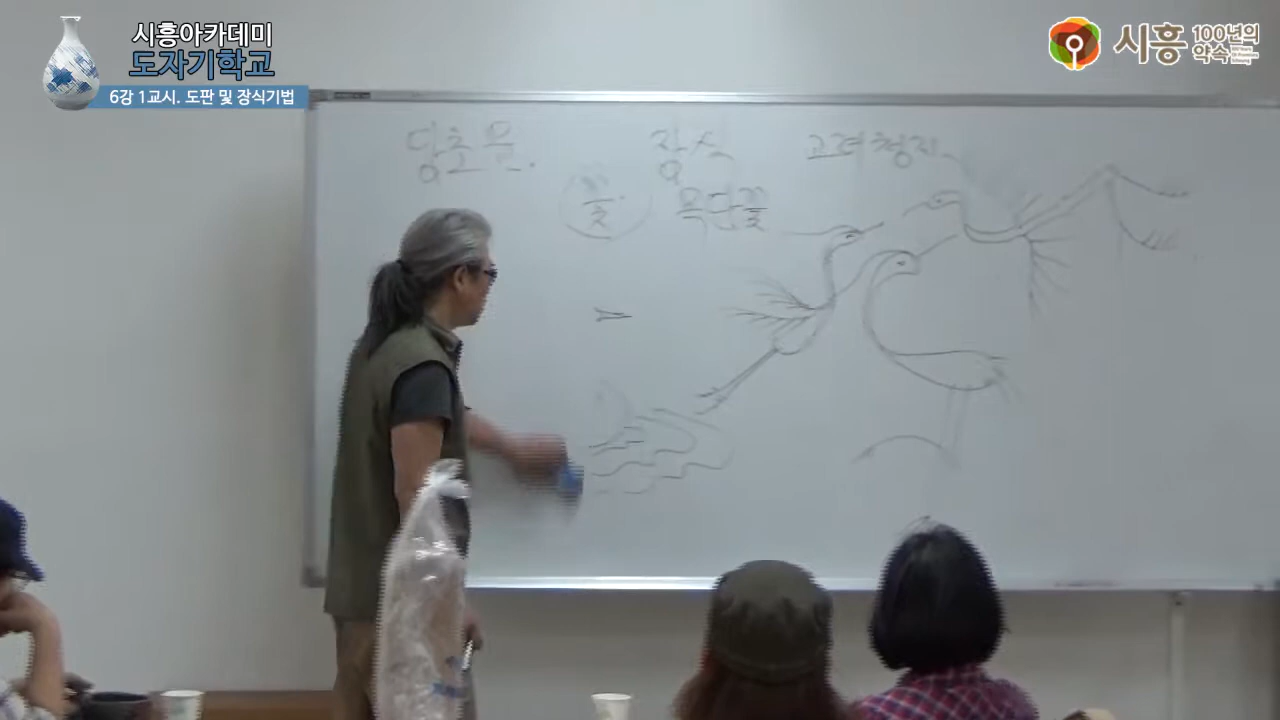 시흥아카데미
도자기학교
6강 1교시. 도판 및 장식기법
시흥 100년의 약속
당초문. 장식 고려청자
꽃. 목단꽃